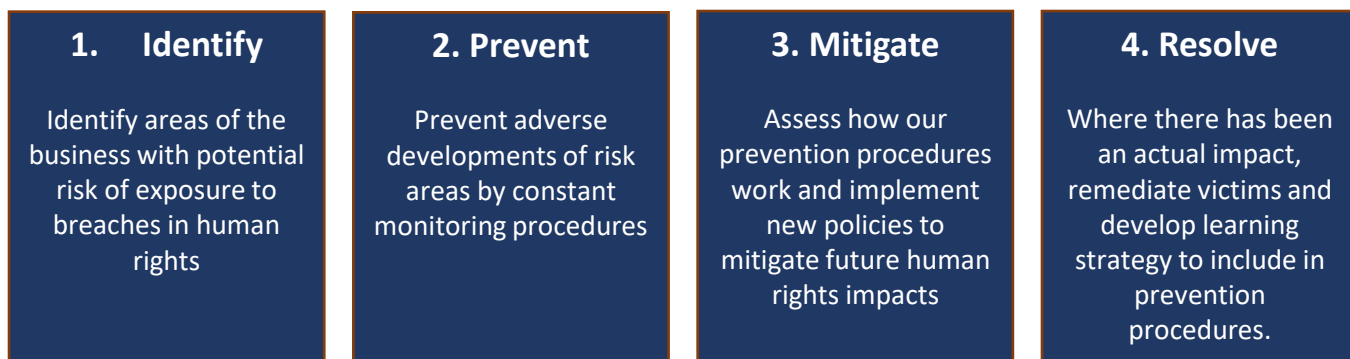 1. Identify
Identify areas of the
business with potential
risk of exposure to
breaches in human
rights
2. Prevent
Prevent adverse
developments of risk
areas by constant
monitoring procedures
3. Mitigate
Assess how our
prevention procedures
work and implement
new policies to
mitigate future human
rights impacts
4. Resolve
Where there has been
an actual impact,
remediate victims and
develop learning
strategy to include in
prevention
procedures.